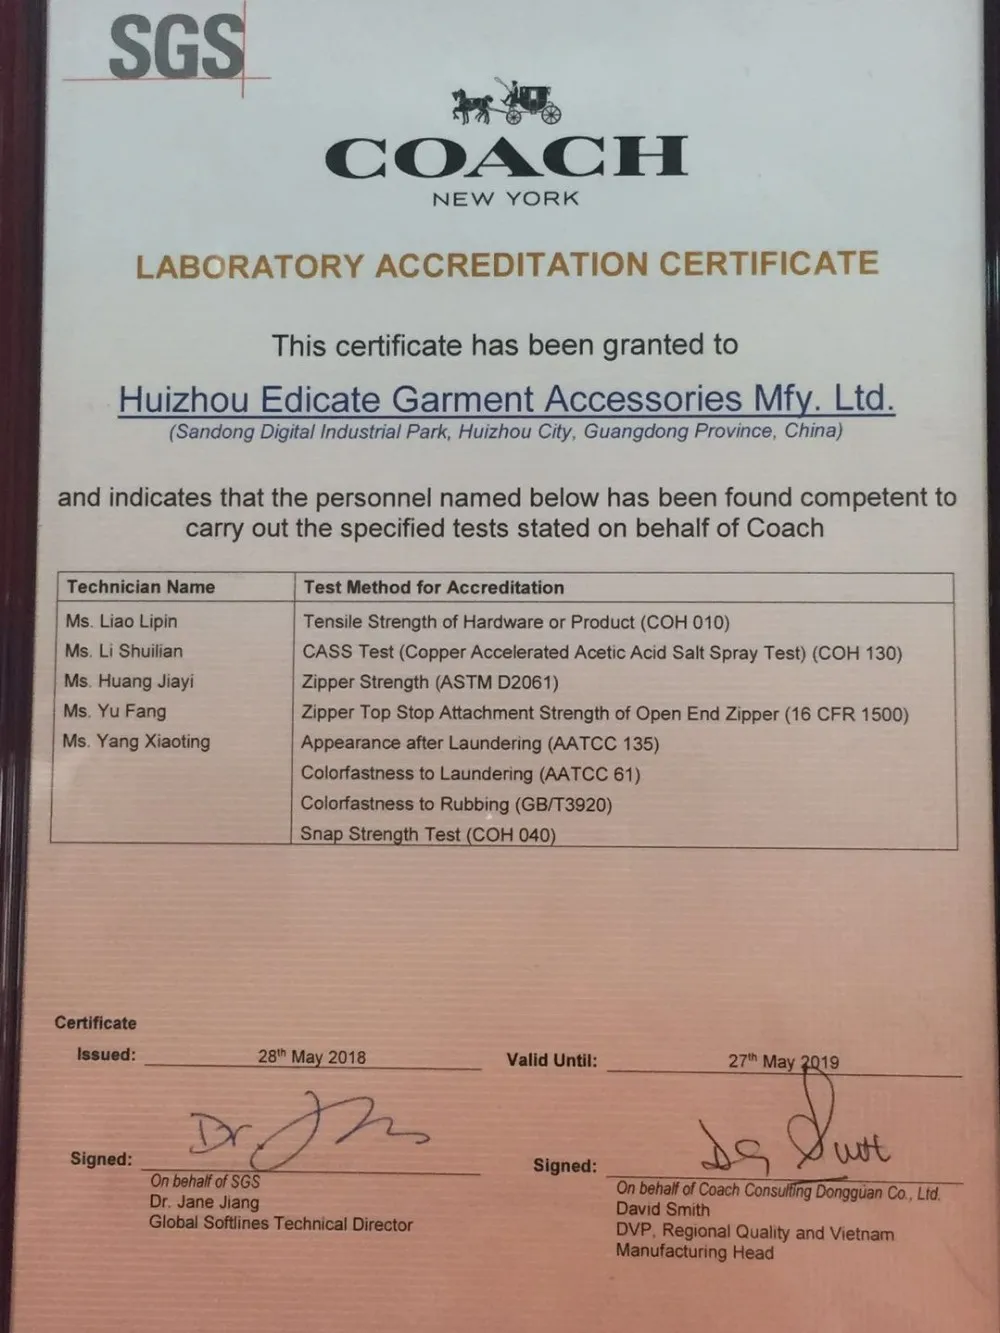 SGS
COACH
NEW YORK
LABORATORY ACCREDITATION CERTIFICATE
This certificate has been granted to
Huizhou Edicate Garment Accessories Mfy. Ltd.
(Sandong Digital Industrial Park, Huizhou City, Guangdong Province, China)
and indicates that the personnel named below has been found competent to
carry out the specified tests stated on behalf of Coach
Technician Name Test Method for Accreditation
Ms. Liao Lipin Tensile Strength of Hardware or Product (COH 010)
Ms. Li Shuilian CASS Test (Copper Accelerated Acetic Acid Salt Spray Test) (COH 130)
Ms. Huang Jiayi Zipper Strength (ASTM D2061)
Ms. Yu Fang Zipper Top Stop Attachment Strength of Open End Zipper (16 CFR 1500)
Ms. Yang Xiaoting Appearance after Laundering (AATCC 135)
Colorfastness to Laundering (AATCC 61)
Colorfastness to Rubbing (GB/T3920)
Snap Strength Test (COH 040)
Certificate
Issued: 28th May 2018 Valid Until: 27th May 2019
Signed: Dr. Signed:
On behalf of SGS
Dr. Jane Jiang
Global Softlines Technical Director
On behalf of Coach Consulting Dongguan Co., Ltd.
David Smith
DVP, Regional Quality and Vietnam
Manufacturing Head